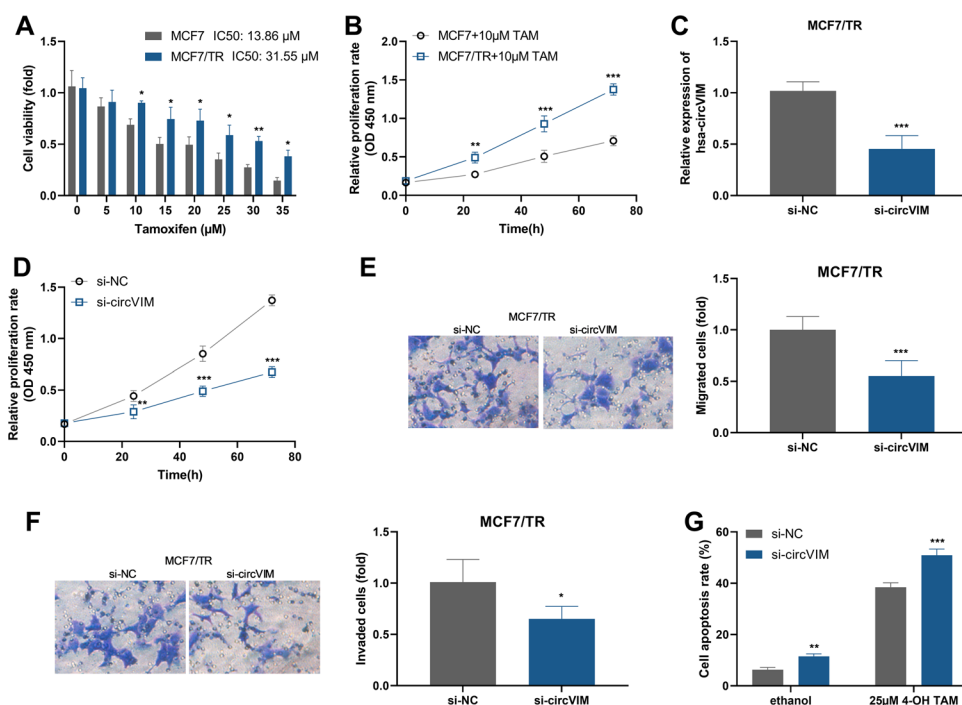 A
MCF7 IC50: 13.86 μM
MCF7/TR IC50: 31.55 μM
Cell viability (fold)
1.5
1.0
0.5
0.0
* * * * ** *
0 5 10 15 20 25 30 35
Tamoxifen (μM)
B
MCF7+10μM TAM
MCF7/TR+10μM TAM
Relative proliferation rate
(OD 450 nm)
2.0
1.5
1.0
0.5
0.0
** *** ***
0 20 40 60 80
Time(h)
C
MCF7/TR
Relative expression of
hsa-circVIM
1.5
1.0
0.5
0.0
***
si-NC si-circVIM
D
si-NC
si-circVIM
Relative proliferation rate
(OD 450 nm)
1.5
1.0
0.5
0.0
** *** ***
0 20 40 60 80
Time(h)
E
MCF7/TR
si-NC si-circVIM
MCF7/TR
Migrated cells (fold)
1.5
1.0
0.5
0.0
***
si-NC si-circVIM
F
MCF7/TR
si-NC si-circVIM
MCF7/TR
Invaded cells (fold)
1.5
1.0
0.5
0.0
*
si-NC si-circVIM
G
si-NC
si-circVIM
Cell apoptosis rate (%)
60
40
20
0
** ***
ethanol 25μM 4-OH TAM